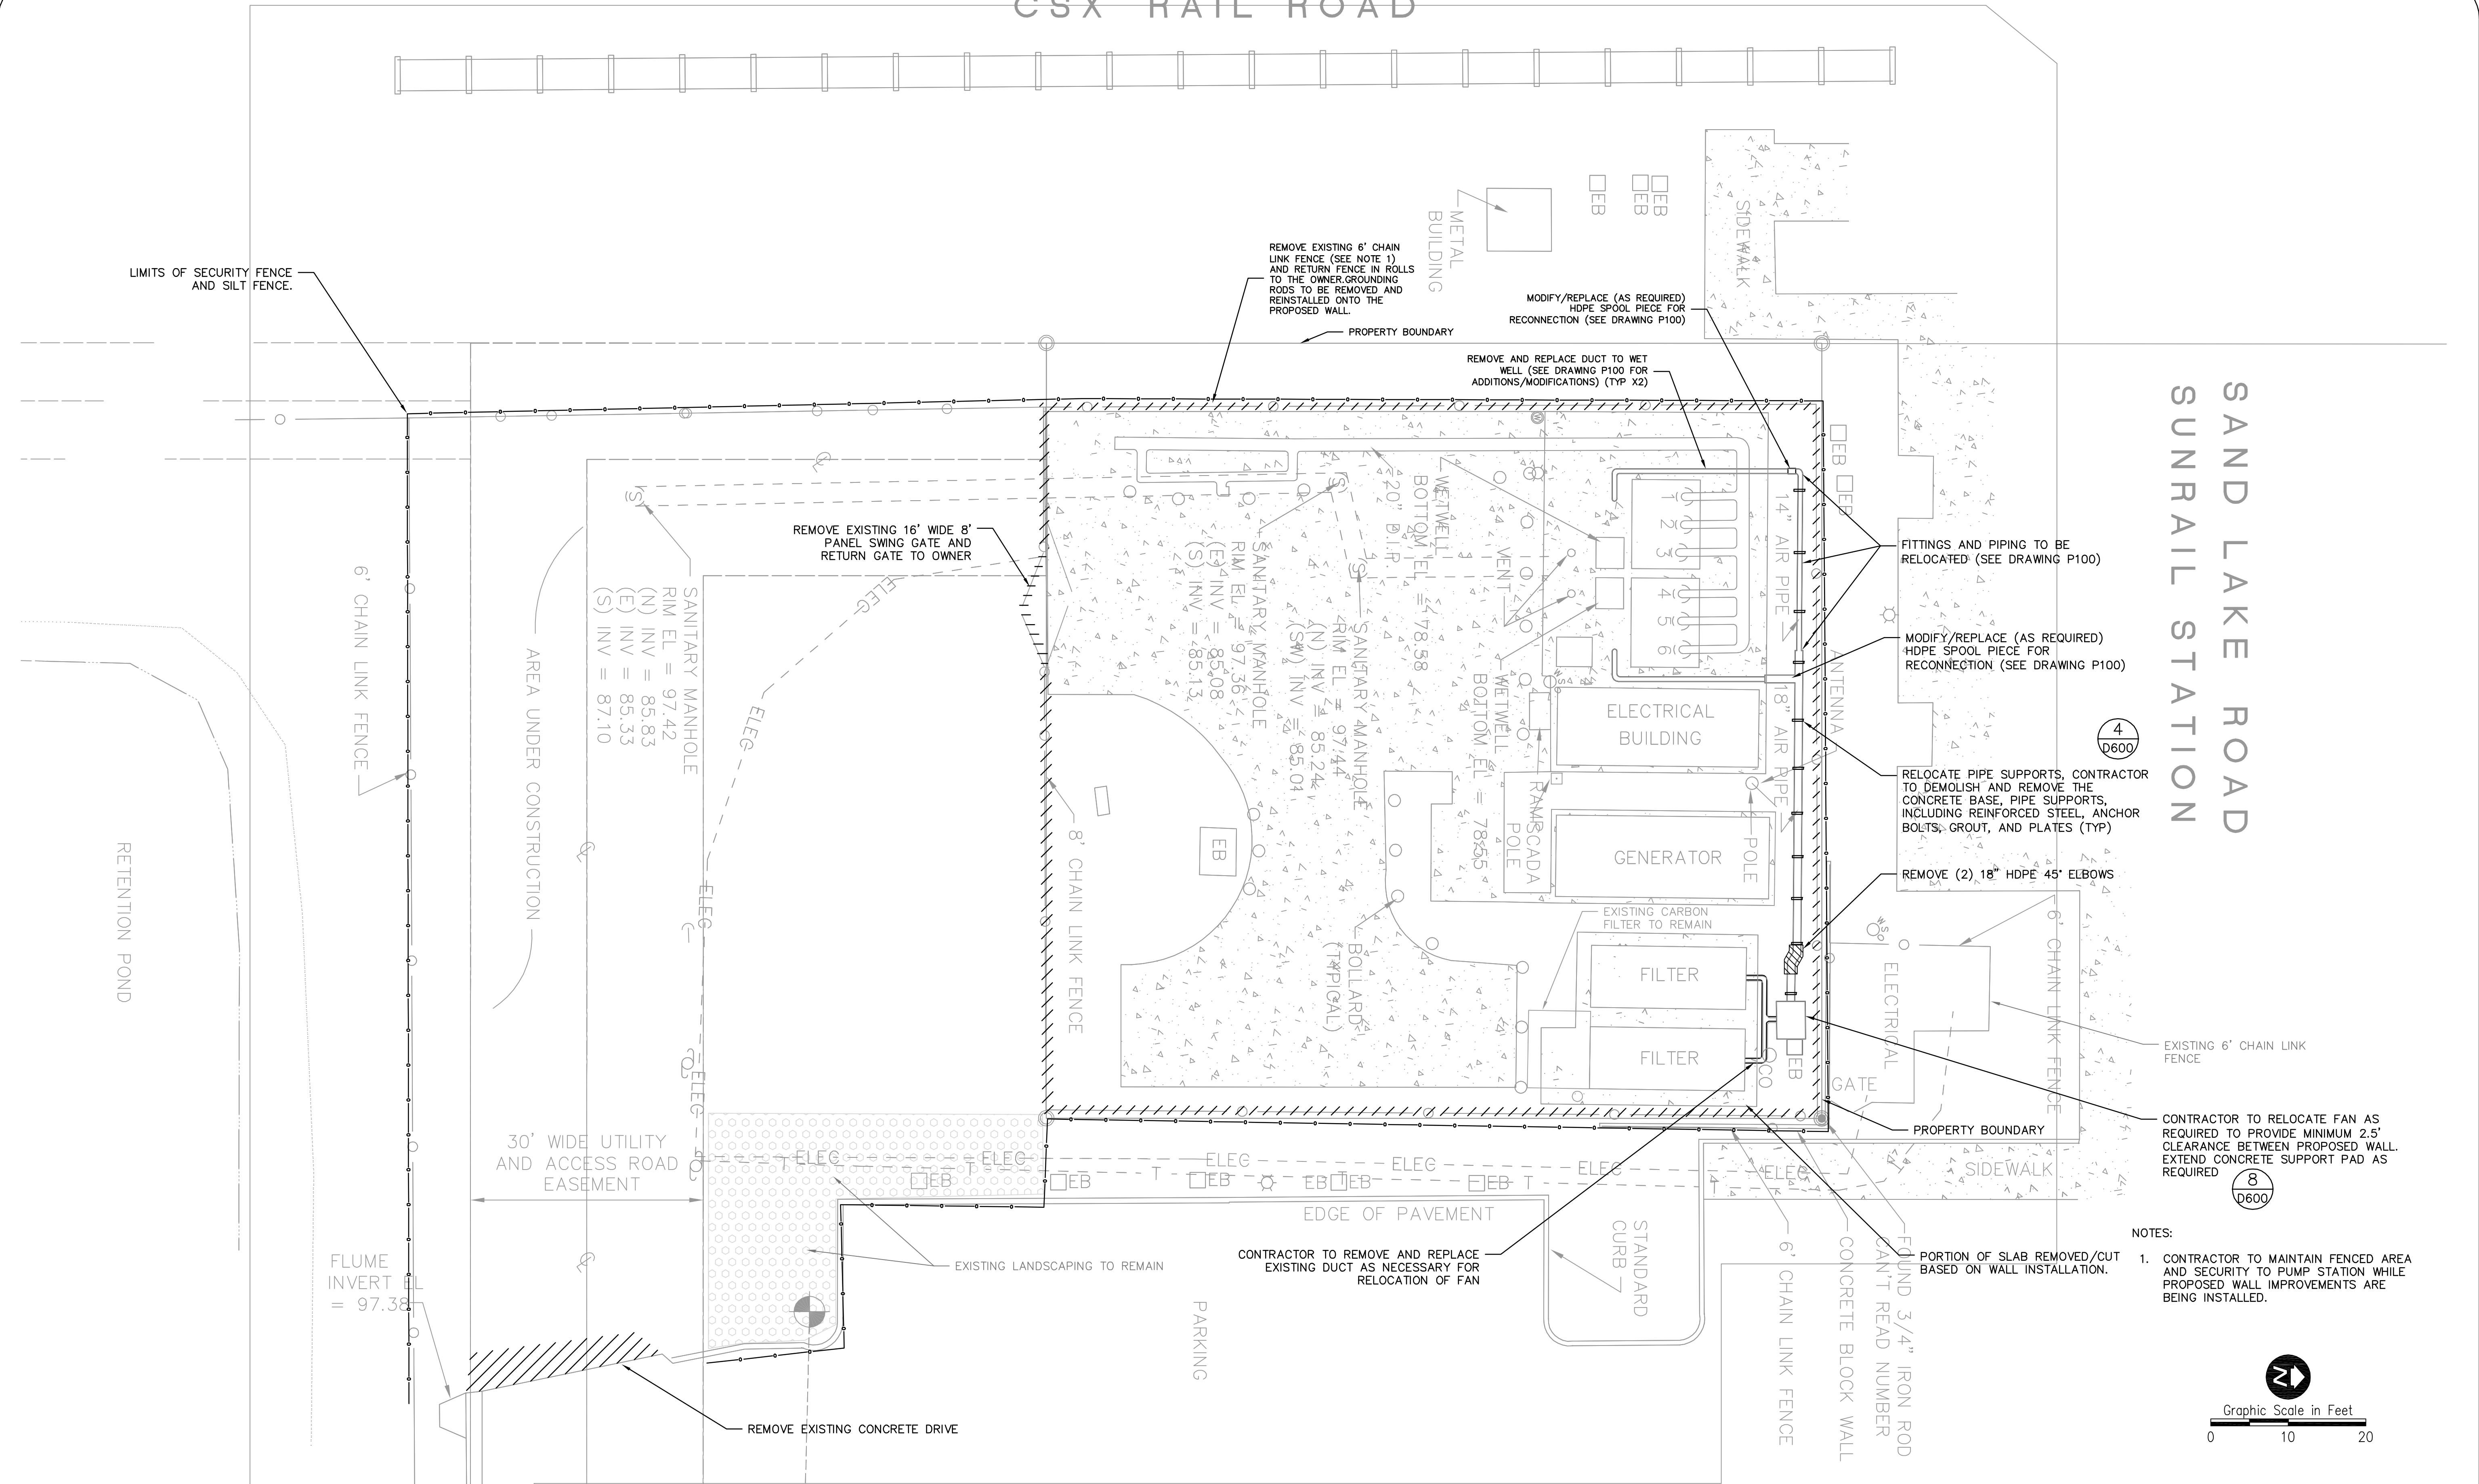 CSX RAIL ROAD
LIMITS OF SECURITY FENCE
AND SILT FENCE.
REMOVE EXISTING 6' CHAIN
LINK FENCE (SEE NOTE 1)
AND RETURN FENCE IN ROLLS
TO THE OWNER.GROUNDING
RODS TO BE REMOVED AND
REINSTALLED ONTO THE
PROPOSED WALL.
METAL
BUILDING
EB
EB
EB
SIDEWALK
MODIFY/REPLACE (AS REQUIRED)
HDPE SPOOL PIECE FOR
RECONNECTION (SEE DRAWING P100)
PROPERTY BOUNDARY
REMOVE AND REPLACE DUCT TO WET
WELL (SEE DRAWING P100 FOR
ADDITIONS/MODIFICATIONS) (TYP X2)
SAND LAKE ROAD
SUNRAIL STATION
REMOVE EXISTING 16' WIDE 8'
PANEL SWING GATE AND
RETURN GATE TO OWNER
(S)
(S)
(S)
W
EB
EB
ELEC
ELEC
ELEC
ELEC
6' CHAIN LINK FENCE
AREA UNDER CONSTRUCTION
SANITARY MANHOLE
RIM EL = 97.42
(N) INV = 85.83
(E) INV = 85.33
(S) INV = 87.10
SANITARY MANHOLE
RIM EL = 97.36
(E) INV = 85.08
(S) INV = 85.13
SANITARY MANHOLE
RIM EL = 97.44
(N) INV = 85.24
(SW) INV = 85.01
20" D.I.P
WETWELL
BOTTOM EL = 78.58
VENT
WETWELL
BOTTOM EL = 78.55
1
2
3
4
5
6
14" AIR PIPE
18" AIR PIPE
ANTENNA
FITTINGS AND PIPING TO BE
RELOCATED (SEE DRAWING P100)
MODIFY/REPLACE (AS REQUIRED)
HDPE SPOOL PIECE FOR
RECONNECTION (SEE DRAWING P100)
WSO
ELECTRICAL
BUILDING
4
D600
RELOCATE PIPE SUPPORTS, CONTRACTOR
TO DEMOLISH AND REMOVE THE
CONCRETE BASE, PIPE SUPPORTS,
INCLUDING REINFORCED STEEL, ANCHOR
BOLTS, GROUT, AND PLATES (TYP)
RAMP
SCADA
POLE
GENERATOR
POLE
EB
8' CHAIN LINK FENCE
RETENTION POND
REMOVE (2) 18" HDPE 45° ELBOWS
EXISTING CARBON
FILTER TO REMAIN
BOLLARD
(TYPICAL)
FILTER
FILTER
CO
EB
WSO
ELECTRICAL
GATE
6' CHAIN LINK FENCE
EXISTING 6' CHAIN LINK
FENCE
CONTRACTOR TO RELOCATE FAN AS
REQUIRED TO PROVIDE MINIMUM 2.5'
CLEARANCE BETWEEN PROPOSED WALL.
EXTEND CONCRETE SUPPORT PAD AS
REQUIRED
8
D600
PROPERTY BOUNDARY
SIDEWALK
30' WIDE UTILITY
AND ACCESS ROAD
EASEMENT
T
ELEC
T
ELEC
T
ELEC
T
ELEC
ELEC
T
ELEC
T
EB
EB
EB
EB
EB
EB
EDGE OF PAVEMENT
EXISTING LANDSCAPING TO REMAIN
CONTRACTOR TO REMOVE AND REPLACE
EXISTING DUCT AS NECESSARY FOR
RELOCATION OF FAN
STANDARD
CURB
6' CHAIN LINK FENCE
CONCRETE BLOCK WALL
FOUND 3/4" IRON ROD
CAN'T READ NUMBER
PORTION OF SLAB REMOVED/CUT
BASED ON WALL INSTALLATION.
NOTES:
1. CONTRACTOR TO MAINTAIN FENCED AREA
AND SECURITY TO PUMP STATION WHILE
PROPOSED WALL IMPROVEMENTS ARE
BEING INSTALLED.
FLUME
INVERT EL
= 97.38
PARKING
REMOVE EXISTING CONCRETE DRIVE
N
Graphic Scale in Feet
0 10 20